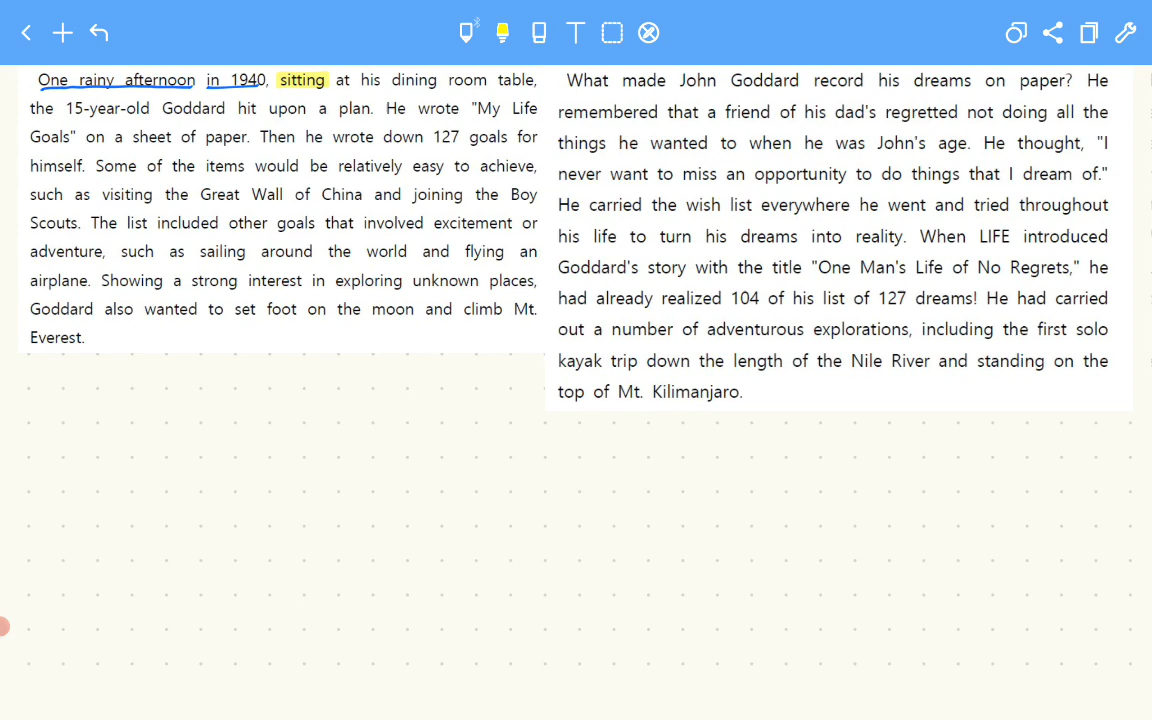 One rainy afternoon in 1940, sitting at his dining room table,
the 15-year-old Goddard hit upon a plan. He wrote "My Life
Goals" on a sheet of paper. Then he wrote down 127 goals for
himself. Some of the items would be relatively easy to achieve,
such as visiting the Great Wall of China and joining the Boy
Scouts. The list included other goals that involved excitement or
adventure, such as sailing around the world and flying an
airplane. Showing a strong interest in exploring unknown places,
Goddard also wanted to set foot on the moon and climb Mt.
Everest.
What made John Goddard record his dreams on paper? He
remembered that a friend of his dad's regretted not doing all the
things he wanted to when he was John's age. He thought, "I
never want to miss an opportunity to do things that I dream of."
He carried the wish list everywhere he went and tried throughout
his life to turn his dreams into reality. When LIFE introduced
Goddard's story with the title "One Man's Life of No Regrets," he
had already realized 104 of his list of 127 dreams! He had carried
out a number of adventurous explorations, including the first solo
kayak trip down the length of the Nile River and standing on the
top of Mt. Kilimanjaro.